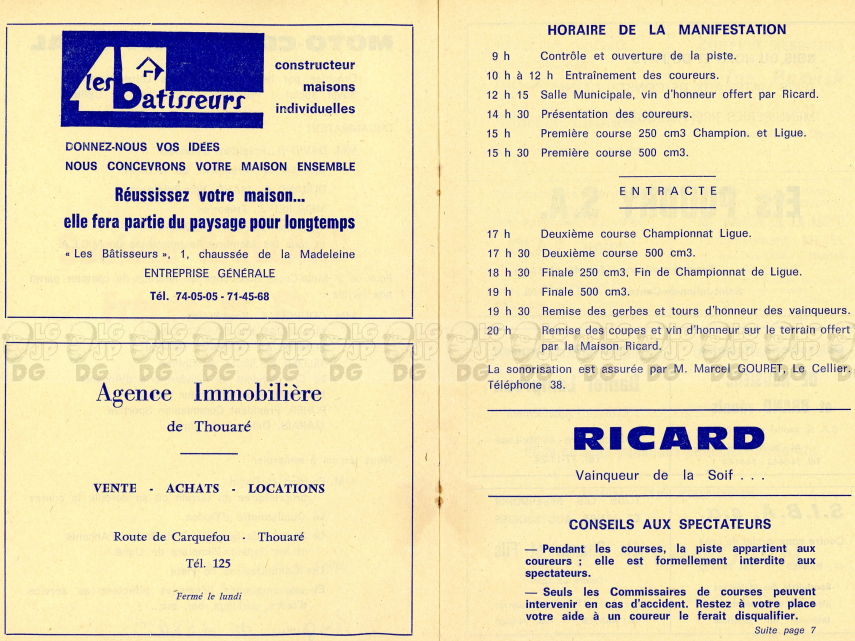 les Bâtisseurs
constructeur
maisons
individuelles
DONNEZ-NOUS VOS IDÉES
NOUS CONCEVRONS VOTRE MAISON ENSEMBLE
Réussissez votre maison...
elle fera partie du paysage pour longtemps
« Les Bâtisseurs », 1, chaussée de la Madeleine
ENTREPRISE GÉNÉRALE
Tél. 74-05-05 - 71-45-68
Agence Immobilière
de Thouaré
VENTE - ACHATS - LOCATIONS
Route de Carquefou - Thouaré
Tél. 125
Fermé le lundi
HORAIRE DE LA MANIFESTATION
9 h Contrôle et ouverture de la piste.
10 h à 12 h Entraînement des coureurs.
12 h 15 Salle Municipale, vin d'honneur offert par Ricard.
14 h 30 Présentation des coureurs.
15 h Première course 250 cm3 Champion. et Ligue.
15 h 30 Première course 500 cm3.
ENTRACTE
17 h Deuxième course Championnat Ligue.
17 h 30 Deuxième course 500 cm3.
18 h 30 Finale 250 cm3, Fin de Championnat de Ligue.
19 h Finale 500 cm3.
19 h 30 Remise des gerbes et tours d'honneur des vainqueurs.
20 h Remise des coupes et vin d'honneur sur le terrain offert
par la Maison Ricard.
La sonorisation est assurée par M. Marcel GOURET, Le Cellier.
Téléphone 38.
RICARD
Vainqueur de la Soif . . .
CONSEILS AUX SPECTATEURS
— Pendant les courses, la piste appartient aux
coureurs ; elle est formellement interdite aux
spectateurs.
— Seuls les Commissaires de courses peuvent
intervenir en cas d'accident. Restez à votre place
votre aide à un coureur le ferait disqualifier.
Suite page 7